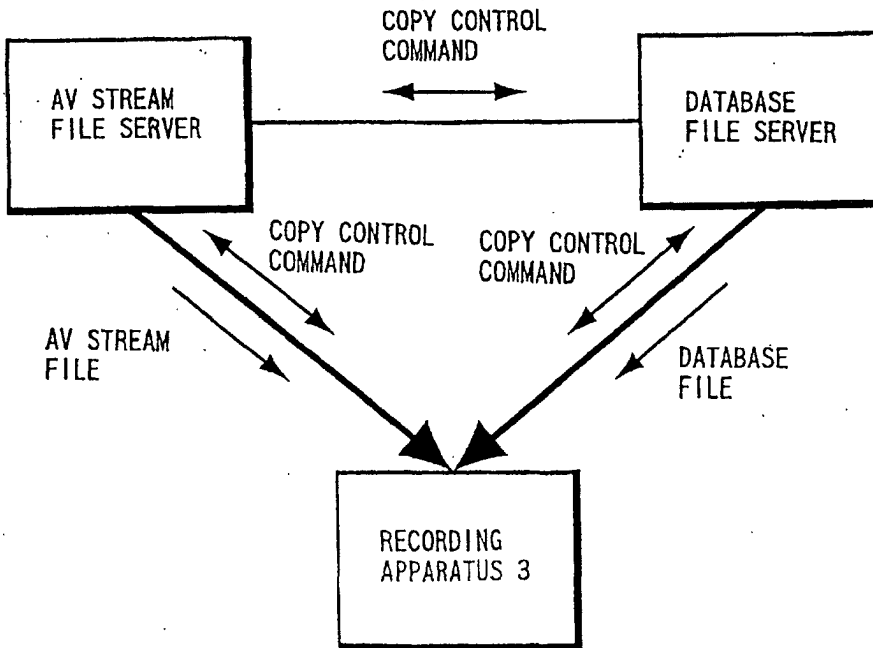 COPY CONTROL
COMMAND
AV STREAM
FILE SERVER
DATABASE
FILE SERVER
COPY CONTROL
COMMAND
COPY CONTROL
COMMAND
AV STREAM
FILE
DATABASE
FILE
RECORDING
APPARATUS 3